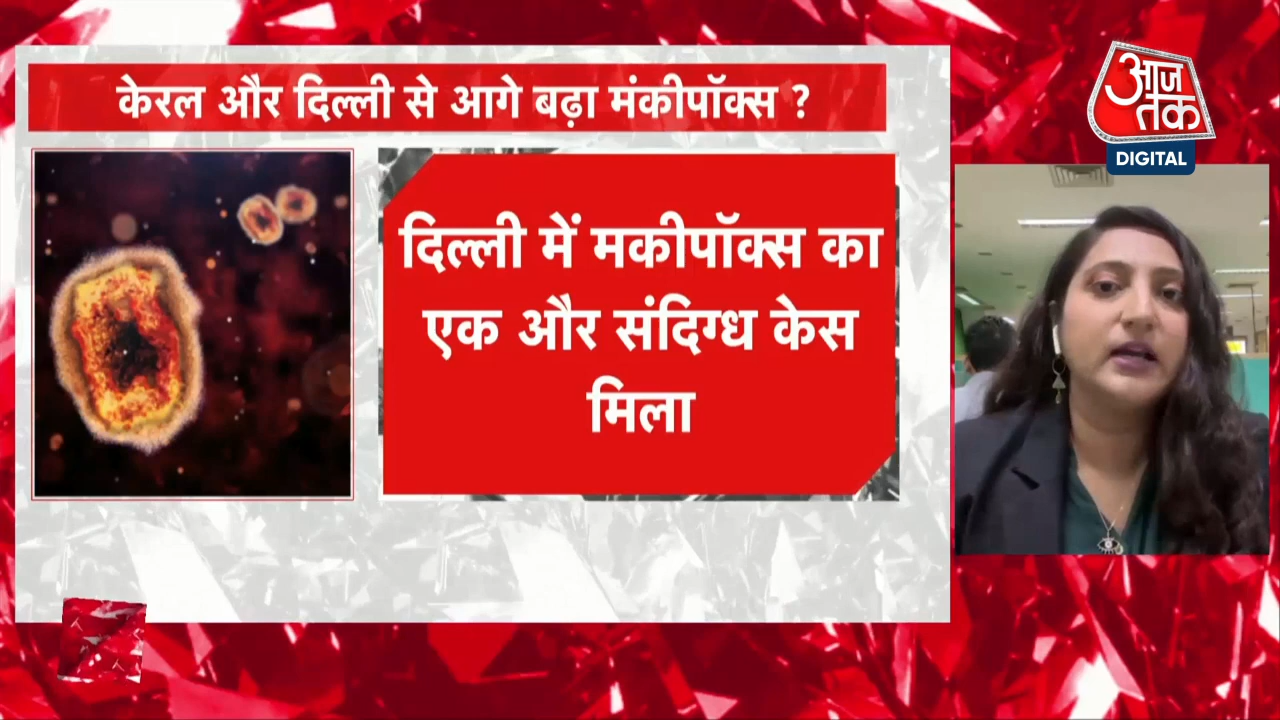 केरल और दिल्ली से आगे बढ़ा मंकीपॉक्स ?
आज
तक
DIGITAL
दिल्ली में मकीपॉक्स का
एक और संदिग्ध केस
मिला